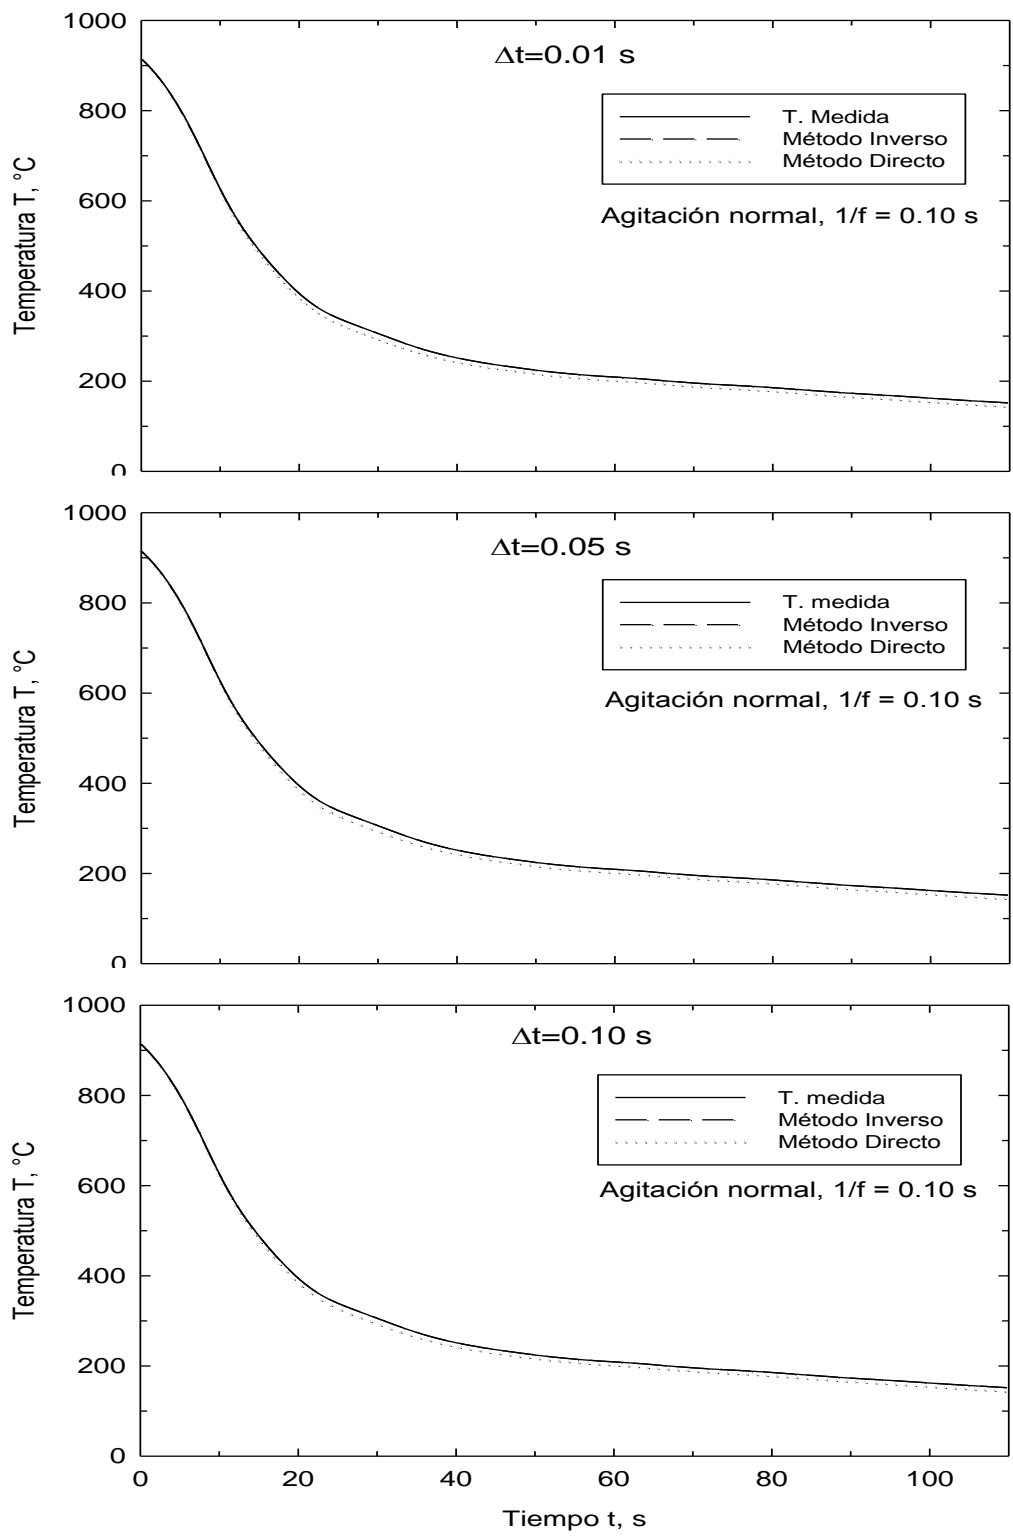 1000
Δt=0.01 s
T. Medida
800
Método Inverso
Método Directo
Temperatura T, °C
600
Agitación normal, 1/f = 0.10 s
400
200
0
1000
Δt=0.05 s
T. medida
800
Método Inverso
Método Directo
Temperatura T, °C
Agitación normal, 1/f = 0.10 s
600
400
200
0
1000
Δt=0.10 s
T. medida
800
Método Inverso
Método Directo
Temperatura T, °C
600
Agitación normal, 1/f = 0.10 s
400
200
0
0 20 40 60 80 100
Tiempo t, s